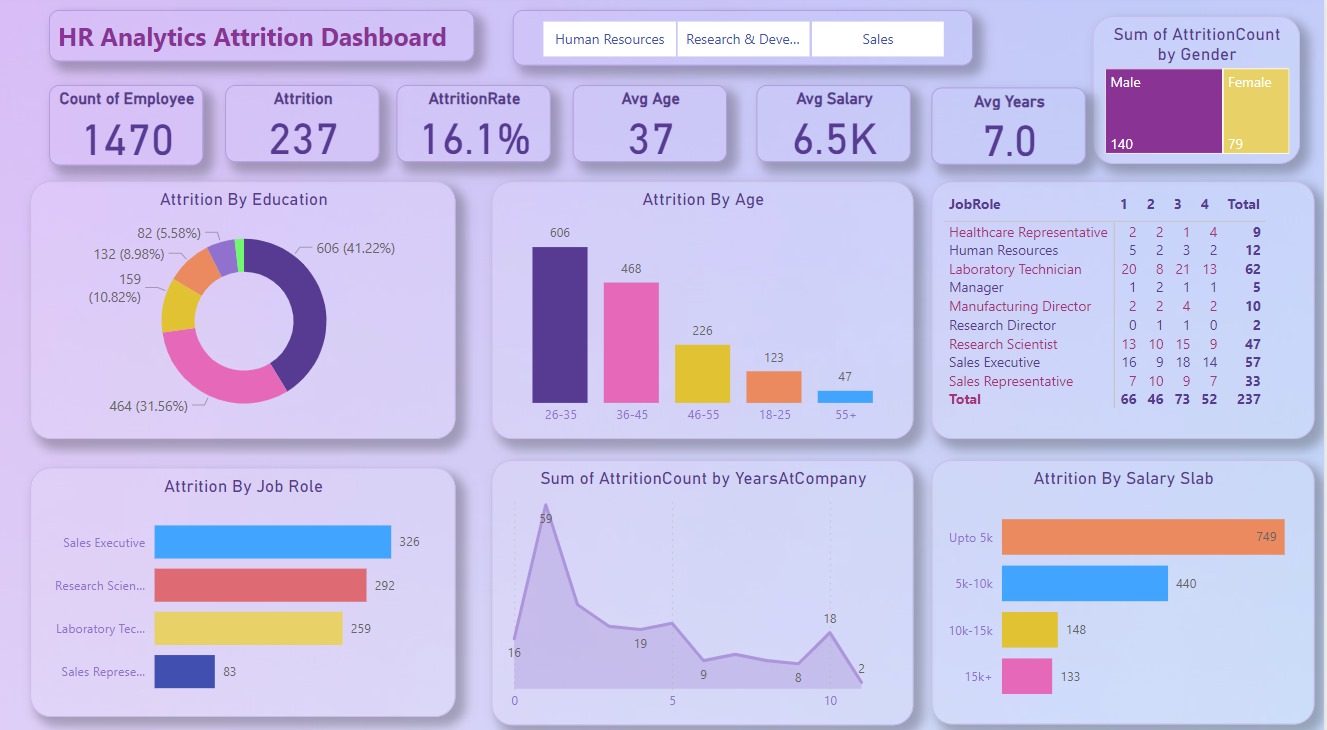 HR Analytics Attrition Dashboard
Human Resources
Research & Deve...
Sales
Sum of AttritionCount
by Gender
Male
140
Female
79
Count of Employee
1470
Attrition
237
AttritionRate
16.1%
Avg Age
37
Avg Salary
6.5K
Avg Years
7.0
Attrition By Education
82 (5.58%)
132 (8.98%)
159
(10.82%)
464 (31.56%)
606 (41.22%)
Attrition By Age
606
468
226
123
47
26-35
36-45
46-55
18-25
55+
JobRole 1 2 3 4 Total
Healthcare Representative 2 2 1 4 9
Human Resources 5 2 3 2 12
Laboratory Technician 20 8 21 13 62
Manager 1 2 1 1 5
Manufacturing Director 2 2 4 2 10
Research Director 0 1 1 0 2
Research Scientist 13 10 15 9 47
Sales Executive 16 9 18 14 57
Sales Representative 7 10 9 7 33
Total 66 46 73 52 237
Attrition By Job Role
Sales Executive 326
Research Scien... 292
Laboratory Tec... 259
Sales Represe... 83
Sum of AttritionCount by YearsAtCompany
59
16
19
9
8
18
2
0 5 10
Attrition By Salary Slab
Upto 5k 749
5k-10k 440
10k-15k 148
15k+ 133